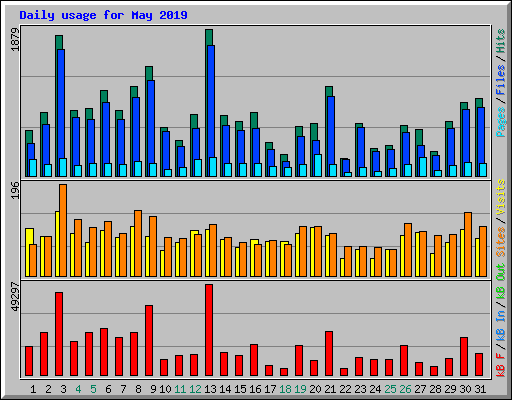 Daily usage for May 2019
1879
Pages/Files/Hits
196
Sites/Visits
49297
kB F/kB In/kB Out
1 2 3 4 5 6 7 8 9 10 11 12 13 14 15 16 17 18 19 20 21 22 23 24 25 26 27 28 29 30 31